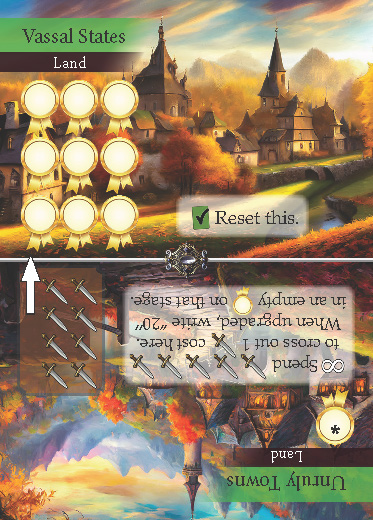 Vassal States
Land
Reset this.
Unruly Towns
Land
*
∞ Spend
to cross out 1 cost here.
When upgraded, write "20"
in an empty on that stage.